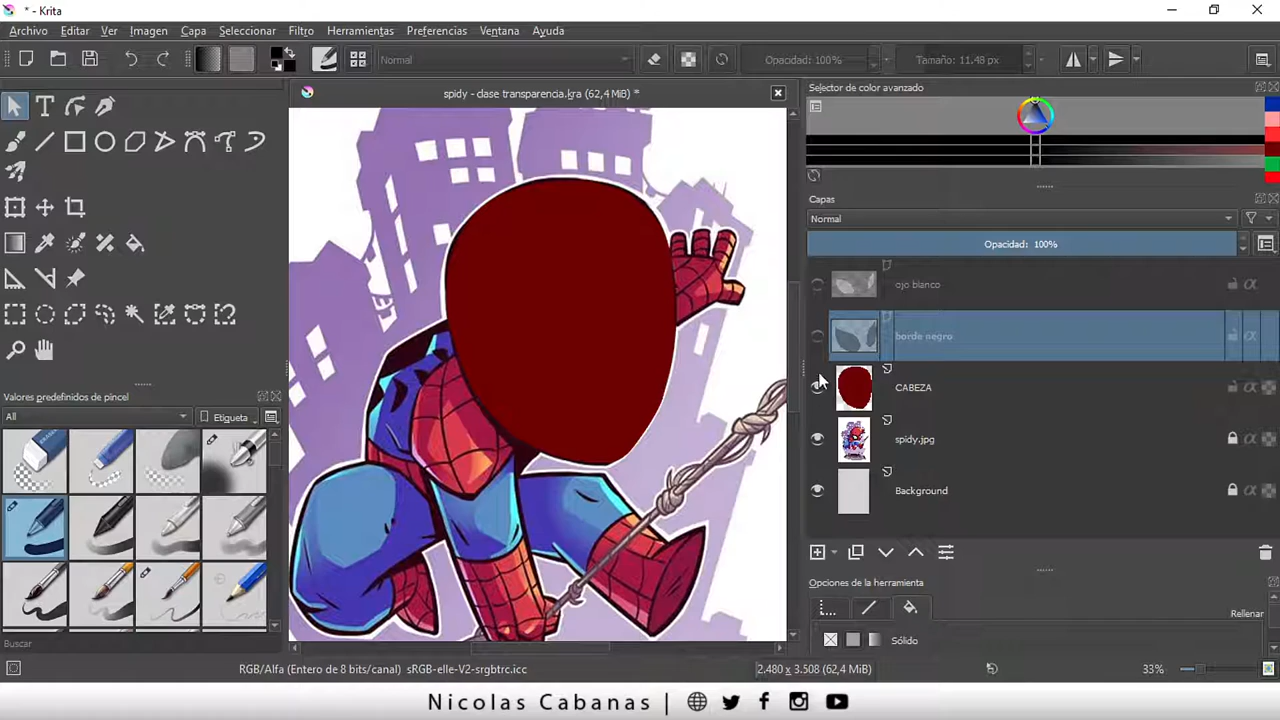 * - Krita
Archivo Editar Ver Imagen Capa Seleccionar Filtro Herramientas Preferencias Ventana Ayuda
Normal Opacidad: 100% Tamaño: 11.48 px
spidy - clase transparencia.kra (62,4 MiB) *
Selector de color avanzado
Capas
Normal
Opacidad: 100%
ojo blanco
borde negro
CABEZA
spidy.jpg
Background
Valores predefinidos de pincel
All Etiqueta
Opciones de la herramienta
Rellenar
Sólido
Buscar
RGB/Alfa (Entero de 8 bits/canal) sRGB-elle-V2-srgbtrc.icc 2.480 x 3.508 (62,4 MiB) 33%
Nicolas Cabanas |